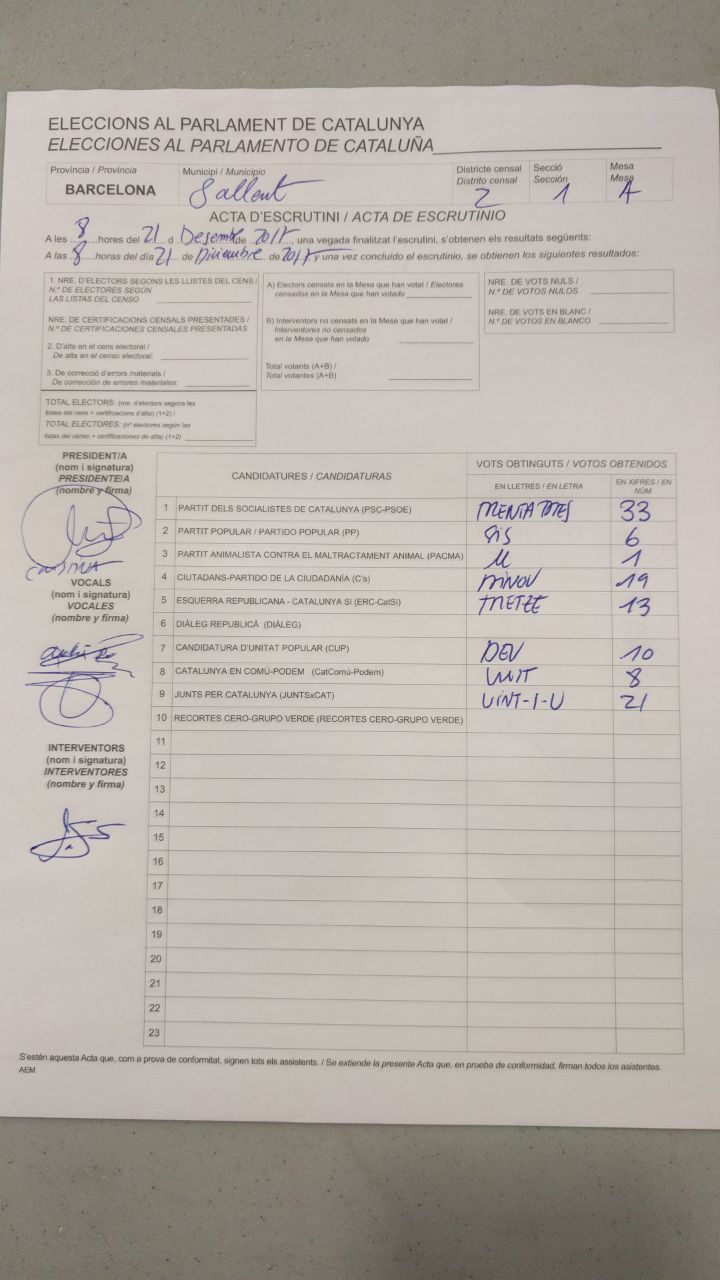 ELECCIONS AL PARLAMENT DE CATALUNYA
ELECCIONES AL PARLAMENTO DE CATALUÑA
Provincia / Provincia
BARCELONA
Municipi / Municipio
Sallent
Districte censal
Distrito censal
2
Secció
Sección
1
Mesa
Mesa
A
ACTA D'ESCRUTINI / ACTA DE ESCRUTINIO
A les 8 hores del 21 d Desembre de 2017, una vegada finalitzat l'escrutini, s'obtenen els resultats següents:
A las 8 horas del día 21 de Diciembre de 2017 y una vez concluido el escrutinio, se obtienen los siguientes resultados:
1. NRE. D'ELECTORS SEGONS LES LLISTES DEL CENS /
N.º DE ELECTORES SEGÚN
LAS LISTAS DEL CENSO
NRE. DE CERTIFICACIONS CENSALS PRESENTADES /
N.º DE CERTIFICACIONES CENSALES PRESENTADAS
2. D'alta en el cens electoral /
De alta en el censo electoral:
3. De correcció d'errors materials /
De corrección de errores materiales:
TOTAL ELECTORS: (nre. d'electors segons les
llistes del cens + certificacions d'alta) (1+2) /
TOTAL ELECTORES: (nº electores según las
listas del censo + certificaciones de alta) (1+2)
A) Electors censats en la Mesa que han votat / Electores
censados en la Mesa que han votado
B) Interventors no censats en la Mesa que han votat /
Interventores no censados
en la Mesa que han votado
Total votants (A+B) /
Total votantes (A+B)
NRE. DE VOTS NULS /
N.º DE VOTOS NULOS
NRE. DE VOTS EN BLANC /
N.º DE VOTOS EN BLANCO
PRESIDENT/A
(nom i signatura)
PRESIDENTE/A
(nombre y firma)
VOCALS
(nom i signatura)
VOCALES
(nombre y firma)
INTERVENTORS
(nom i signatura)
INTERVENTORES
(nombre y firma)
CANDIDATURES / CANDIDATURAS
VOTS OBTINGUTS / VOTOS OBTENIDOS
EN LLETRES / EN LETRA
EN XIFRES / EN NÚM.
1 PARTIT DELS SOCIALISTES DE CATALUNYA (PSC-PSOE) 33
2 PARTIT POPULAR / PARTIDO POPULAR (PP) SIS 6
3 PARTIT ANIMALISTA CONTRA EL MALTRACTAMENT ANIMAL (PACMA) U 1
4 CIUTADANS-PARTIDO DE LA CIUDADANÍA (C's) DINOU 19
5 ESQUERRA REPUBLICANA - CATALUNYA SÍ (ERC-CatSí) TRETZE 13
6 DIÀLEG REPUBLICÀ (DIÀLEG)
7 CANDIDATURA D'UNITAT POPULAR (CUP) DEU 10
8 CATALUNYA EN COMÚ-PODEM (CatComú-Podem) VUIT 8
9 JUNTS PER CATALUNYA (JUNTSxCAT) VINT-I-U 21
10 RECORTES CERO-GRUPO VERDE (RECORTES CERO-GRUPO VERDE)
11
12
13
14
15
16
17
18
19
20
21
22
23
S'estén aquesta Acta que, com a prova de conformitat, signen tots els assistents. / Se extiende la presente Acta que, en prueba de conformidad, firman todos los asistentes.
AEM